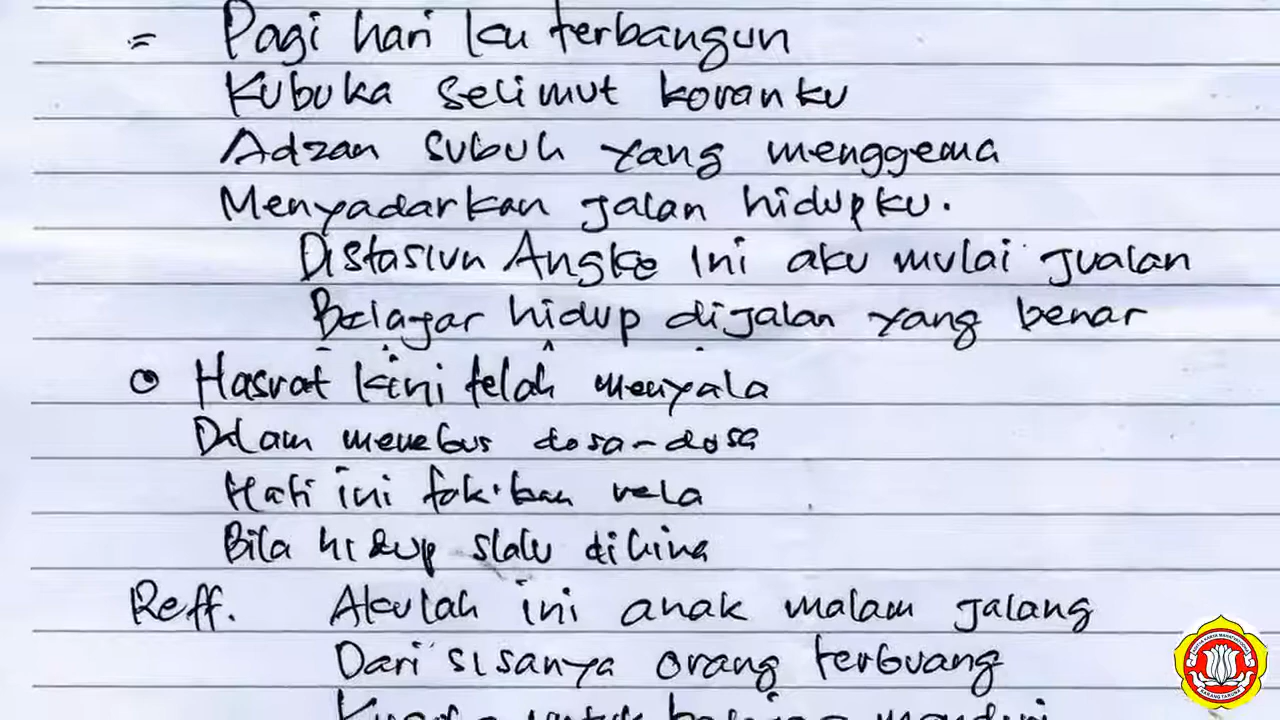 = Pagi hari ku terbangun
Kubuka selimut koranku
Adzan subuh yang menggema
Menyadarkan jalan hidupku.
Distasiun Angke ini aku mulai jualan
Belajar hidup dijalan yang benar
Hasrat kini telah menyala
Dalam menebus dosa-dosa
Hati ini takkan rela
Bila hidup slalu dihina
Reff. Akulah ini anak malam jalang
Dari sisanya orang terbuang
untuk